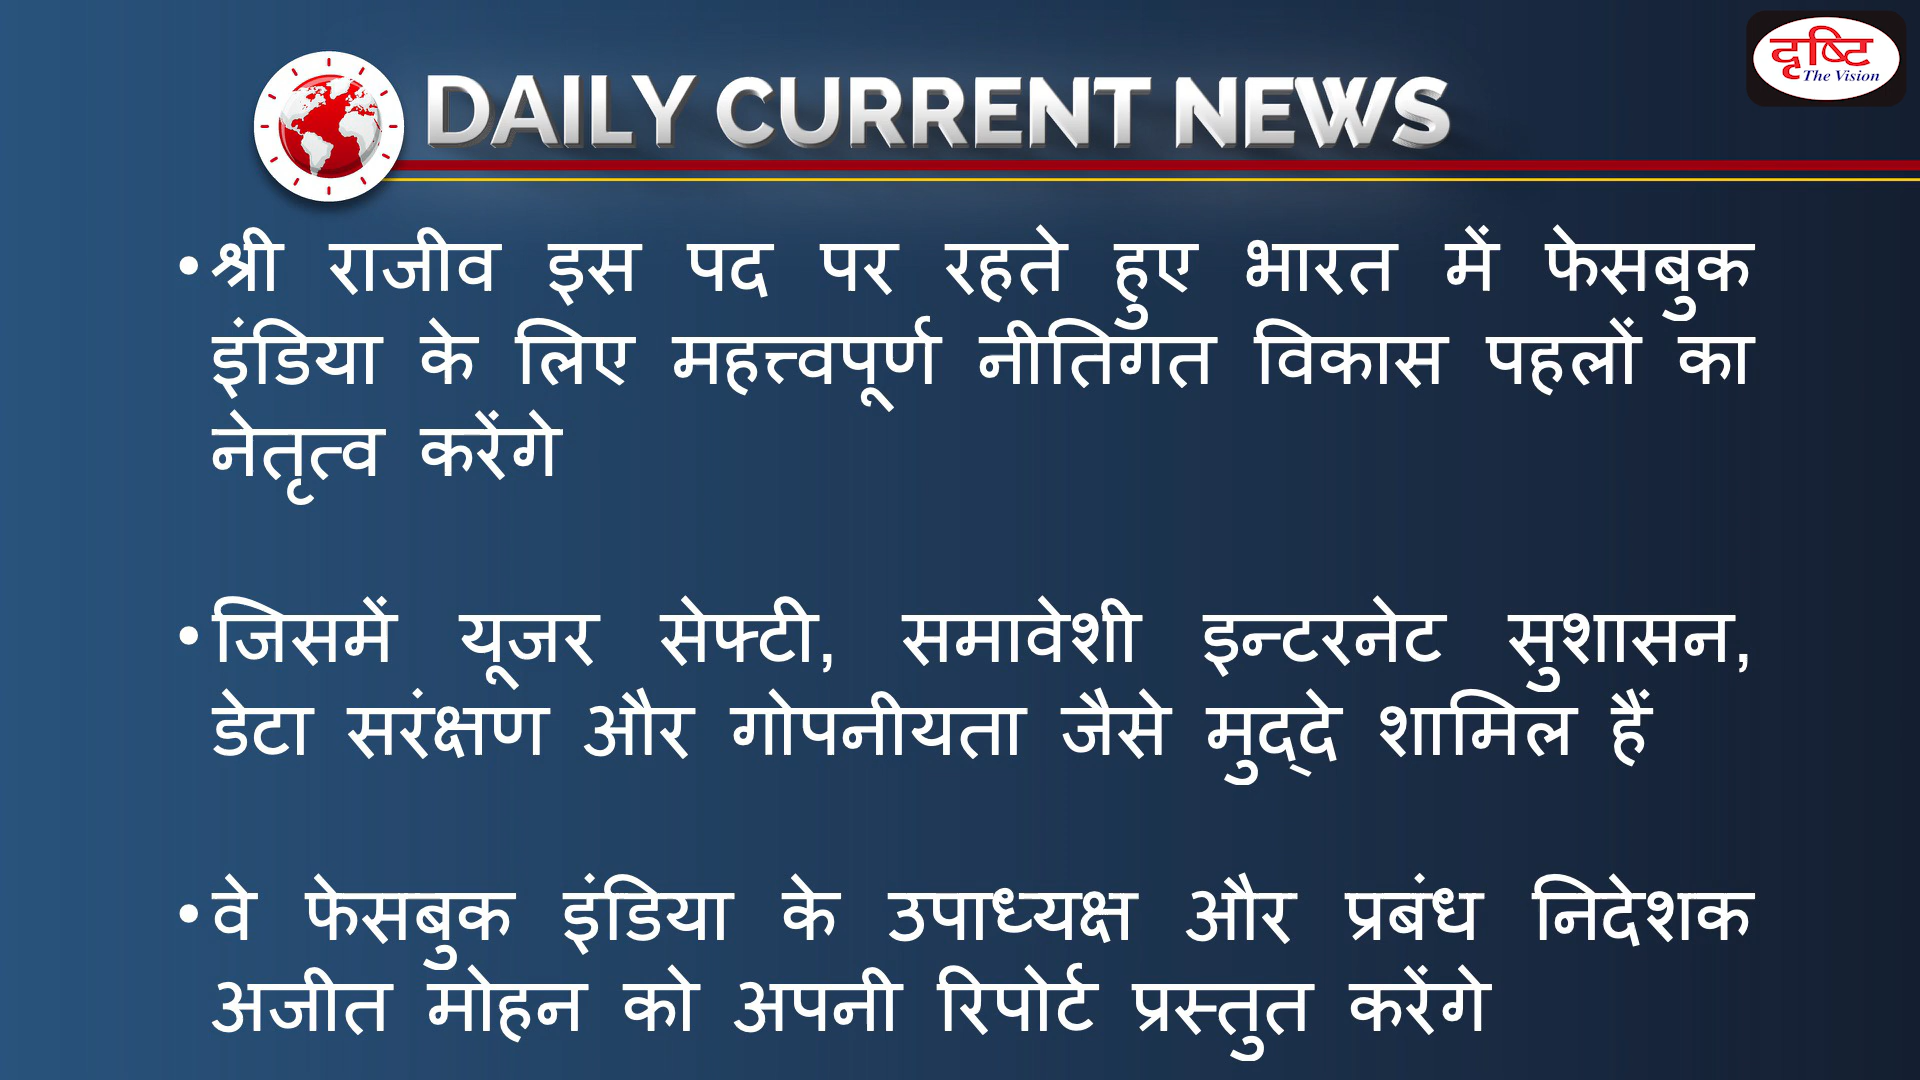 दृष्टि
The Vision
DAILY CURRENT NEWS
•श्री राजीव इस पद पर रहते हुए भारत में फेसबुक
इंडिया के लिए महत्त्वपूर्ण नीतिगत विकास पहलों का
नेतृत्व करेंगे
•जिसमें यूजर सेफ्टी, समावेशी इन्टरनेट सुशासन,
डेटा सरंक्षण और गोपनीयता जैसे मुद्दे शामिल हैं
•वे फेसबुक इंडिया के उपाध्यक्ष और प्रबंध निदेशक
अजीत मोहन को अपनी रिपोर्ट प्रस्तुत करेंगे